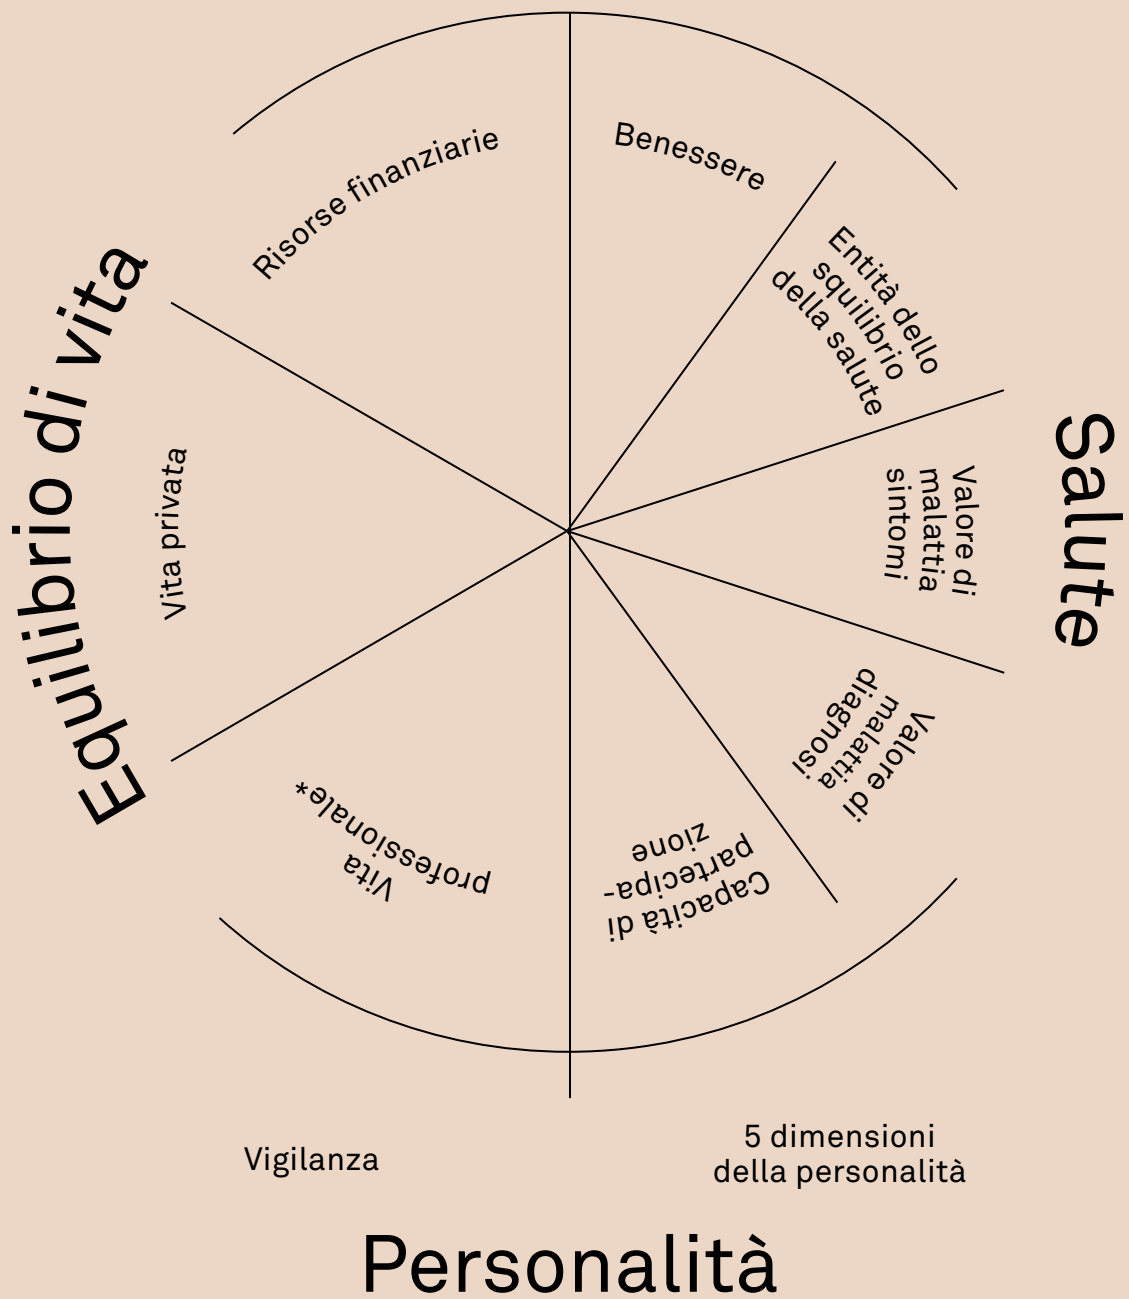 Equilibrio di vita
Risorse finanziarie
Vita privata
Vita
professionale*
Salute
Benessere
Entità dello
squilibrio
della salute
Valore di
malattia
sintomi
Valore di
malattia
diagnosi
Capacità di
partecipa-
zione
Vigilanza
5 dimensioni
della personalità
Personalità